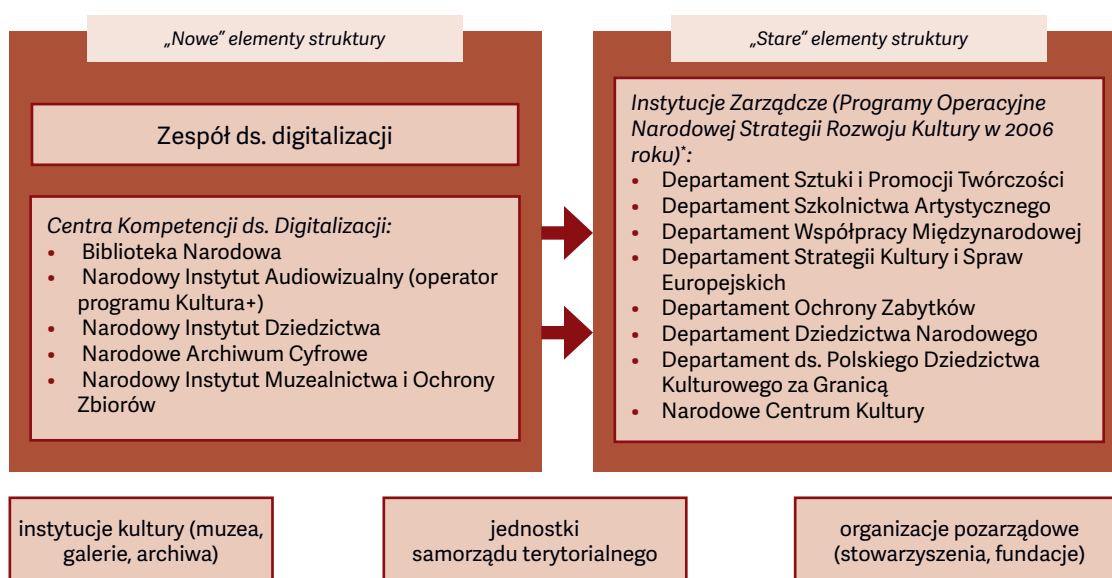 „Nowe” elementy struktury
Zespół ds. digitalizacji
Centra Kompetencji ds. Digitalizacji:
• Biblioteka Narodowa
• Narodowy Instytut Audiowizualny (operator
programu Kultura+)
• Narodowy Instytut Dziedzictwa
• Narodowe Archiwum Cyfrowe
• Narodowy Instytut Muzealnictwa i Ochrony
Zbiorów
„Stare” elementy struktury
Instytucje Zarządcze (Programy Operacyjne
Narodowej Strategii Rozwoju Kultury w 2006
roku)*:
• Departament Sztuki i Promocji Twórczości
• Departament Szkolnictwa Artystycznego
• Departament Współpracy Międzynarodowej
• Departament Strategii Kultury i Spraw
Europejskich
• Departament Ochrony Zabytków
• Departament Dziedzictwa Narodowego
• Departament ds. Polskiego Dziedzictwa
Kulturowego za Granicą
• Narodowe Centrum Kultury
instytucje kultury (muzea,
galerie, archiwa)
jednostki
samorządu terytorialnego
organizacje pozarządowe
(stowarzyszenia, fundacje)